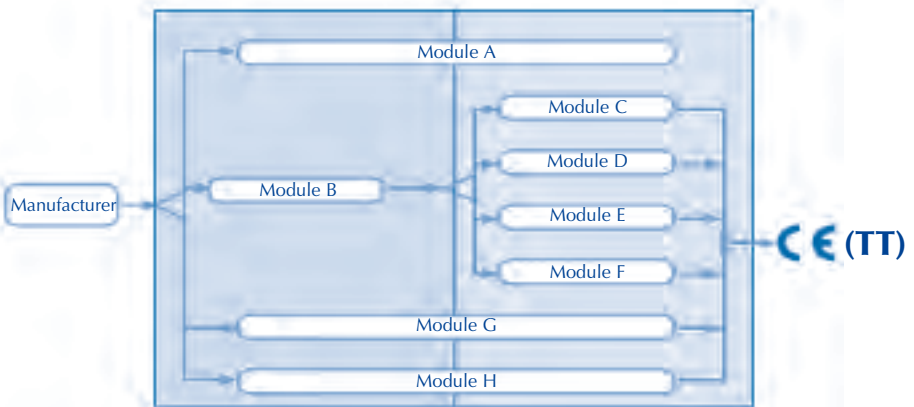 Module A
Module C
Module D
Module B
Manufacturer
Module E
CE (TT)
Module F
Module G
Module H